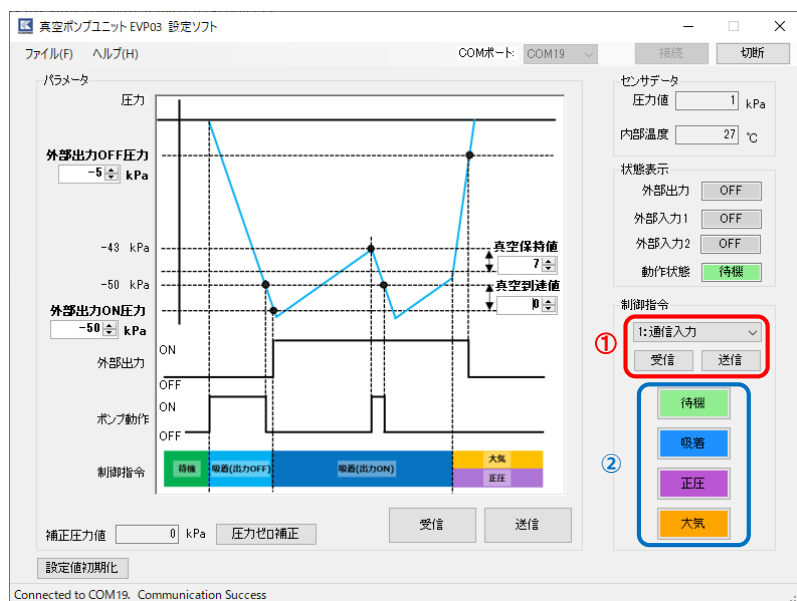 真空ポンプユニット EVP03 設定ソフト
ファイル(F) ヘルプ(H)
COMポート: COM19
接続
切断
パラメータ
圧力
外部出力OFF圧力
-5 kPa
-43 kPa
-50 kPa
外部出力ON圧力
-50 kPa
真空保持値
7
真空到達値
0
外部出力
ON
OFF
ポンプ動作
ON
OFF
制御指令
待機
吸着(出力OFF)
吸着(出力ON)
大気
正圧
補正圧力値 0 kPa
圧力ゼロ補正
受信
送信
設定値初期化
センサデータ
圧力値 1 kPa
内部温度 27 ℃
状態表示
外部出力 OFF
外部入力1 OFF
外部入力2 OFF
動作状態 待機
制御指令
①
1:通信入力
受信 送信
②
待機
吸着
正圧
大気
Connected to COM19. Communication Success